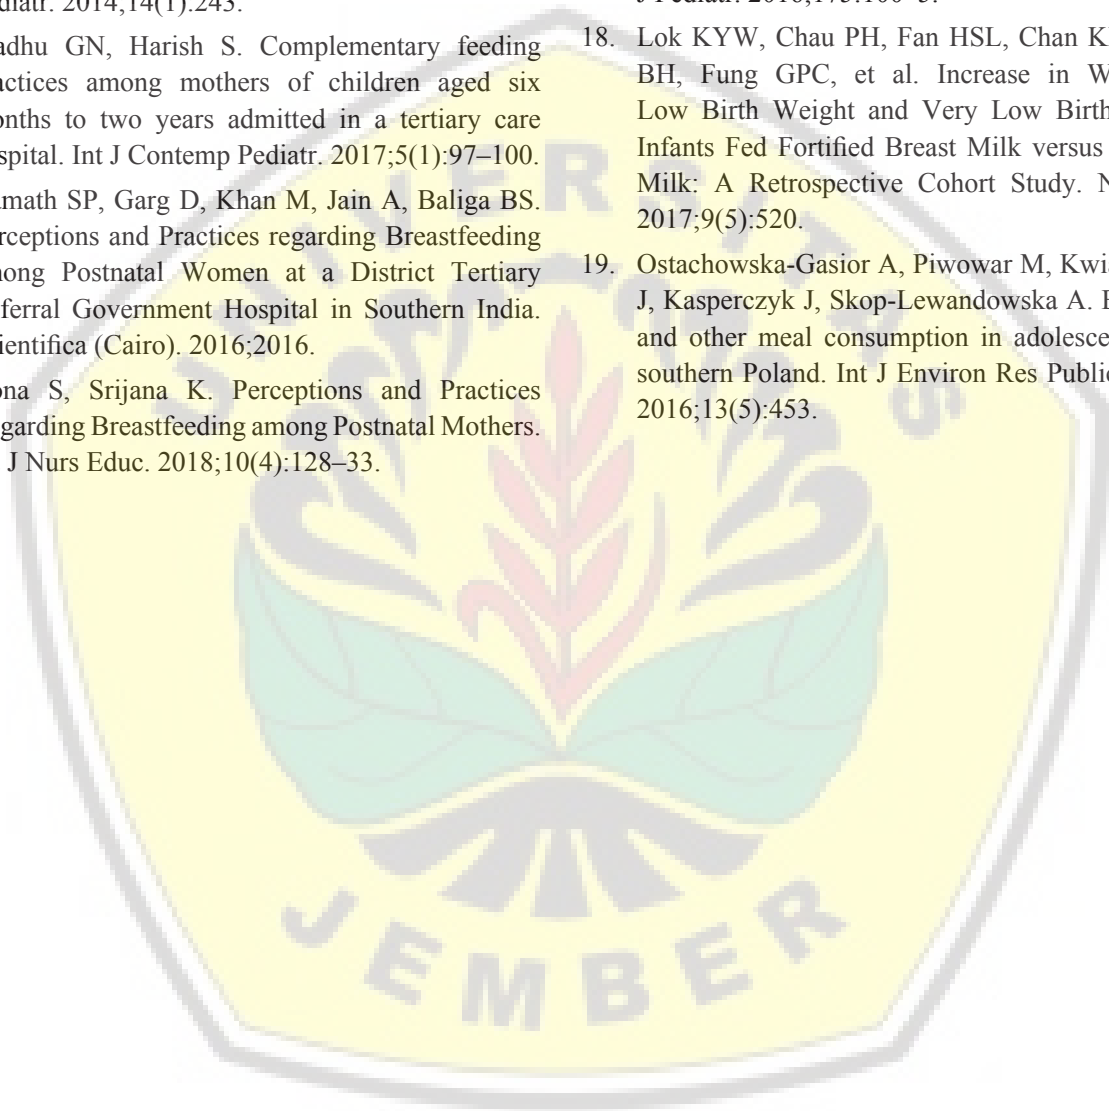 diatr. 2014;14(1):243.
adhu GN, Harish S. Complementary feeding
actices among mothers of children aged six
onths to two years admitted in a tertiary care
spital. Int J Contemp Pediatr. 2017;5(1):97–100.
math SP, Garg D, Khan M, Jain A, Baliga BS.
rceptions and Practices regarding Breastfeeding
nong Postnatal Women at a District Tertiary
ferral Government Hospital in Southern India.
ientifica (Cairo). 2016;2016.
ona S, Srijana K. Perceptions and Practices
garding Breastfeeding among Postnatal Mothers.
J Nurs Educ. 2018;10(4):128–33.
18. Lok KYW, Chau PH, Fan HSL, Chan K
BH, Fung GPC, et al. Increase in W
Low Birth Weight and Very Low Birth
Infants Fed Fortified Breast Milk versus
Milk: A Retrospective Cohort Study. N
2017;9(5):520.
19. Ostachowska-Gasior A, Piwowar M, Kwia
J, Kasperczyk J, Skop-Lewandowska A. B
and other meal consumption in adolesce
southern Poland. Int J Environ Res Public
2016;13(5):453.
UNIVERSITAS
JEMBER